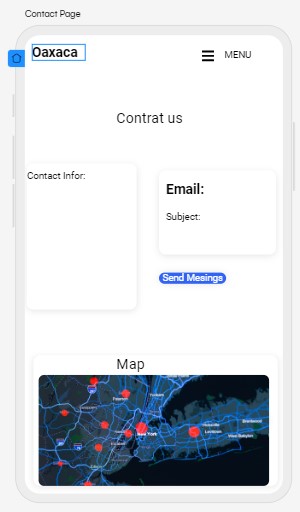 Contact Page
Oaxaca
MENU
Contrat us
Contact Infor:
Email:
Subject:
Send Mesings
Map
New York